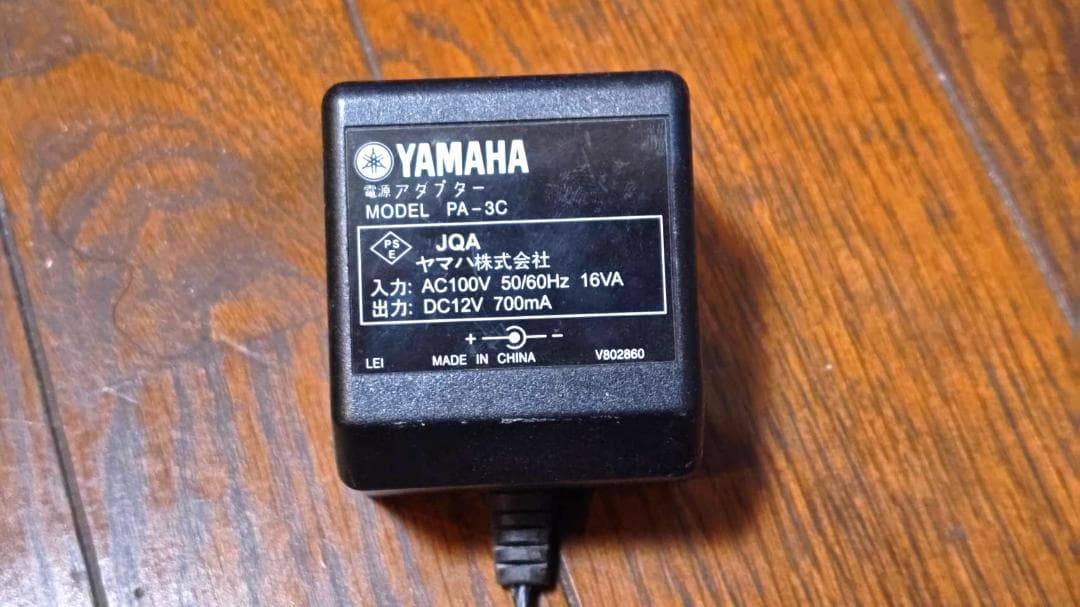 YAMAHA
電源アダプター
MODEL PA-3C
PS
E
JQA
ヤマハ株式会社
入力: AC100V 50/60Hz 16VA
出力: DC12V 700mA
+ -
LEI MADE IN CHINA V802860